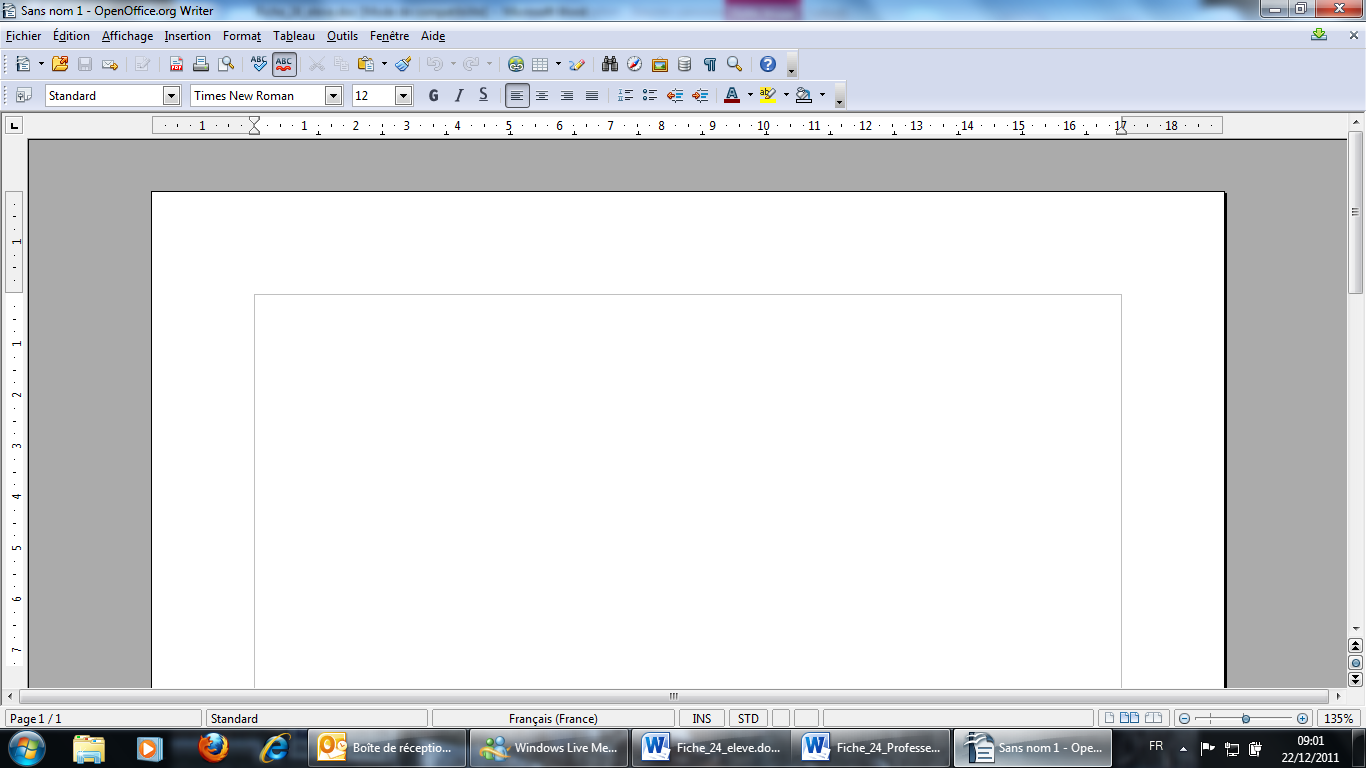 Sans nom 1 - OpenOffice.org Writer
Fichier Édition Affichage Insertion Format Tableau Outils Fenêtre Aide
ABC ABC
Standard Times New Roman 12 G I S A ab
1 1 2 3 4 5 6 7 8 9 10 11 12 13 14 15 16 17 18
1
1
2
3
4
5
6
7
Page 1 / 1 Standard Français (France) INS STD 135%
Boîte de réceptio... Windows Live Me... Fiche_24_eleve.do... Fiche_24_Professe... Sans nom 1 - Ope... FR 09:01
22/12/2011